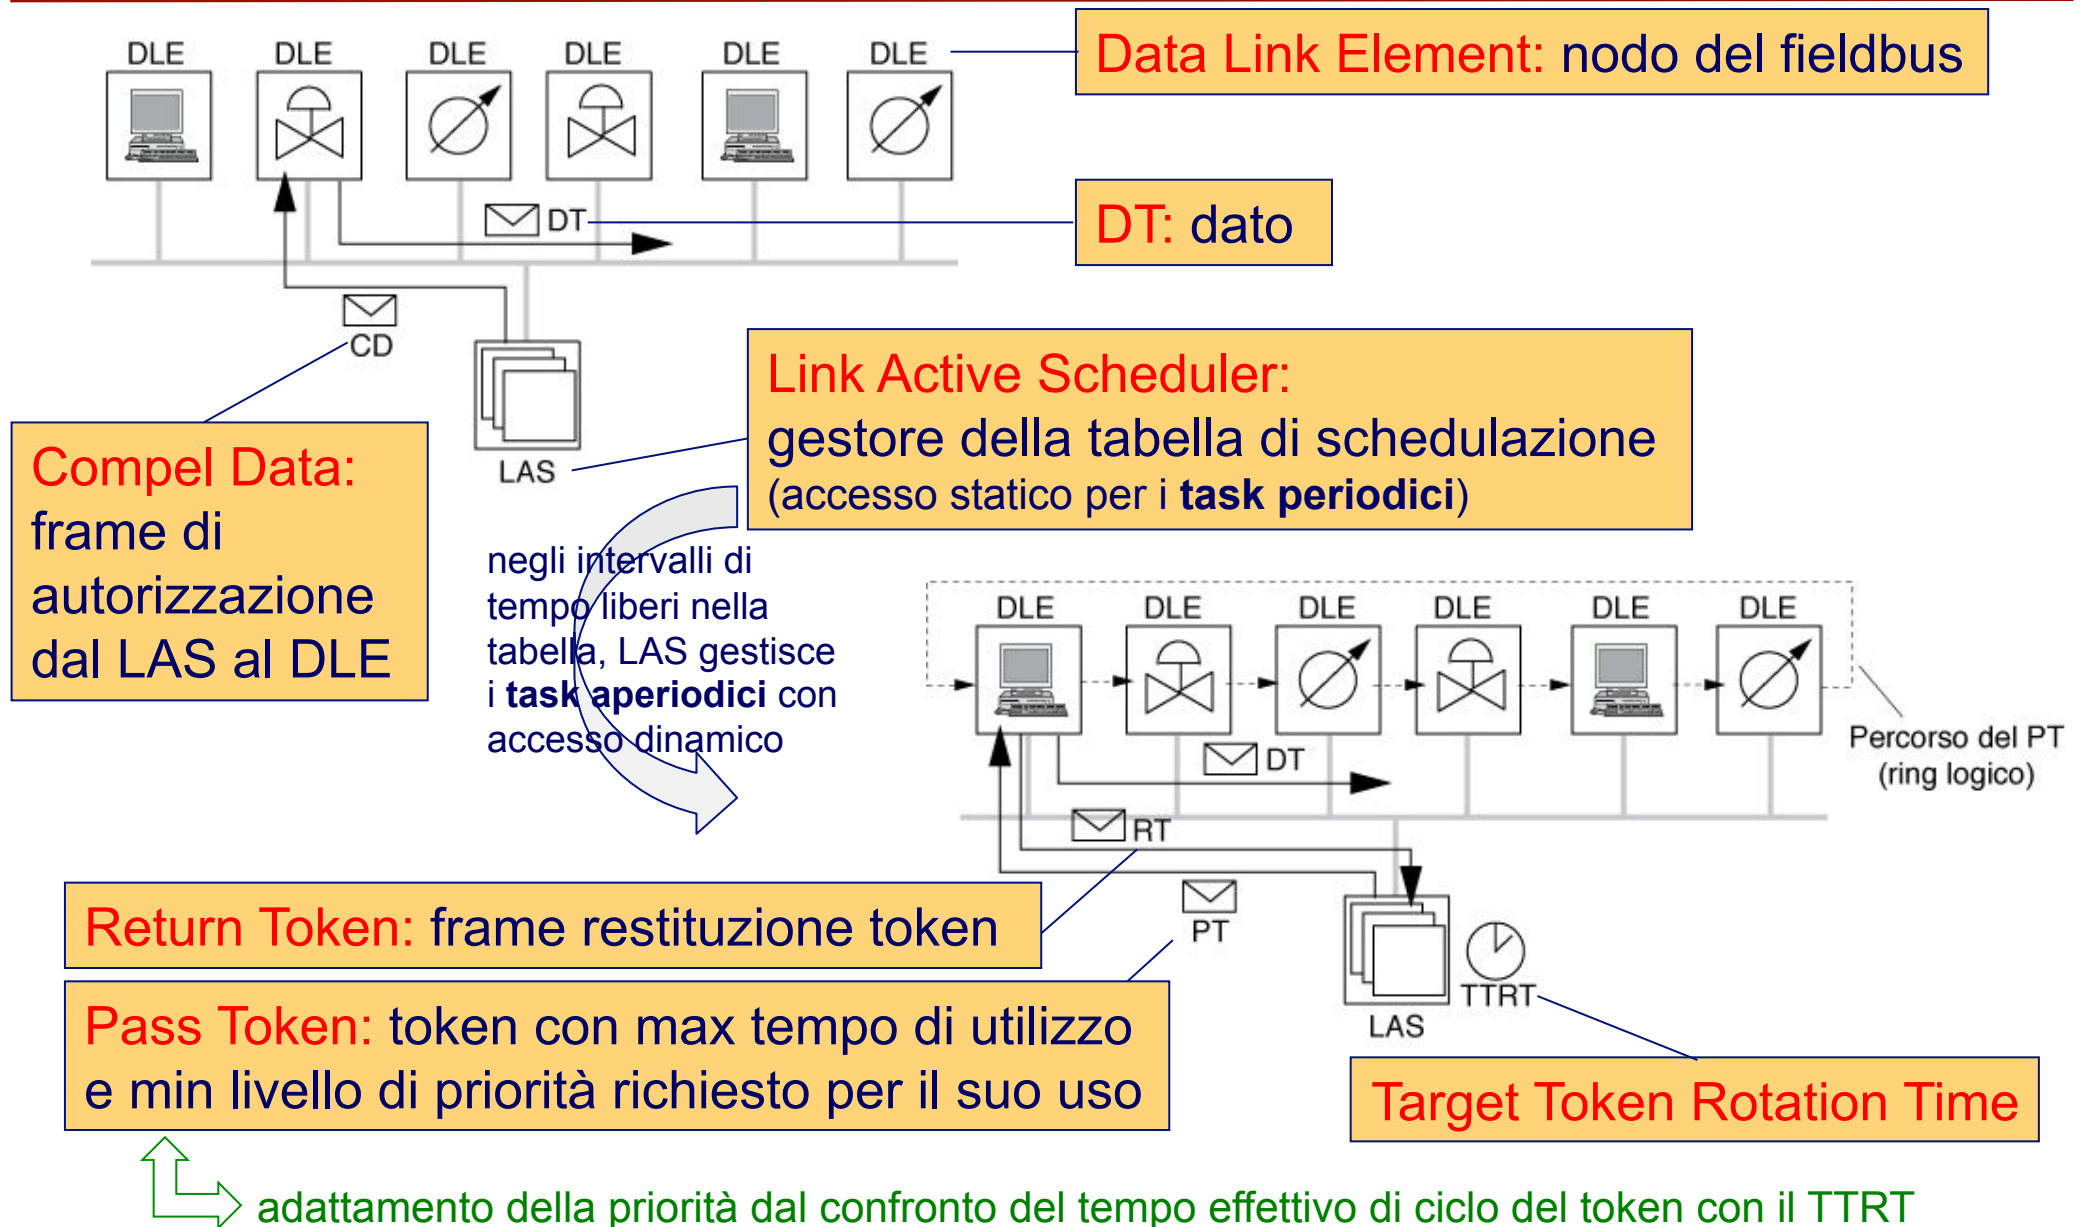 DLE DLE DLE DLE DLE DLE
Data Link Element: nodo del fieldbus
DT
DT: dato
CD
LAS
Link Active Scheduler:
gestore della tabella di schedulazione
(accesso statico per i task periodici)
Compel Data:
frame di
autorizzazione
dal LAS al DLE
negli intervalli di
tempo liberi nella
tabella, LAS gestisce
i task aperiodici con
accesso dinamico
DLE DLE DLE DLE DLE DLE
Percorso del PT
(ring logico)
DT
RT
PT
TTRT
LAS
Return Token: frame restituzione token
Pass Token: token con max tempo di utilizzo
e min livello di priorità richiesto per il suo uso
Target Token Rotation Time
adattamento della priorità dal confronto del tempo effettivo di ciclo del token con il TTRT